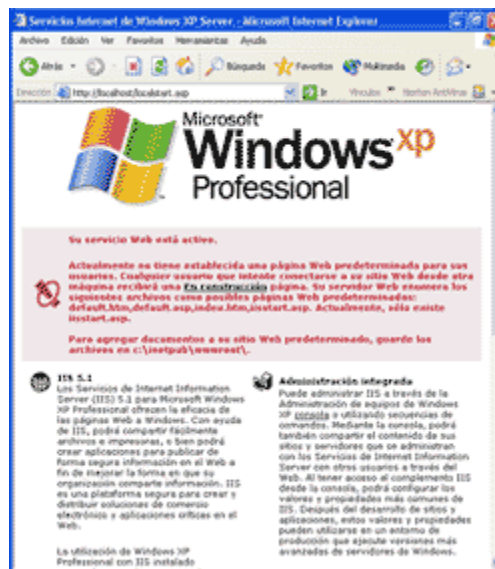 Servicios Internet de Windows XP Server - Microsoft Internet Explorer
Archivo Edición Ver Favoritos Herramientas Ayuda
Atrás Búsqueda Favoritos Multimedia
Dirección http://localhost/localstart.asp Ir Vínculos Norton AntiVirus
Microsoft
Windows xp
Professional
Su servicio Web está activo.
Actualmente no tiene establecida una página Web predeterminada para sus
usuarios. Cualquier usuario que intente conectarse a su sitio Web desde otra
máquina recibirá una En construcción página. Su servidor Web enumera los
siguientes archivos como posibles páginas Web predeterminadas:
default.htm,default.asp,index.htm,iisstart.asp. Actualmente, sólo existe
iisstart.asp.
Para agregar documentos a su sitio Web predeterminado, guarde los
archivos en c:\inetpub\wwwroot\.
IIS 5.1
Los Servicios de Internet Information
Server (IIS) 5.1 para Microsoft Windows
XP Professional ofrecen la eficacia de
las páginas Web a Windows. Con ayuda
de IIS, podrá compartir fácilmente
archivos e impresoras, o bien podrá
crear aplicaciones para publicar de
forma segura información en el Web a
fin de mejorar la forma en que su
organización comparte información. IIS
es una plataforma segura para crear y
distribuir soluciones de comercio
electrónico y aplicaciones críticas en el
Web.
La utilización de Windows XP
Professional con IIS instalado
Administración integrada
Puede administrar IIS a través de la
Administración de equipos de Windows
XP consola o utilizando secuencias de
comandos. Mediante la consola, podrá
también compartir el contenido de sus
sitios y servidores que se administran
con los Servicios de Internet Information
Server con otros usuarios a través del
Web. Al tener acceso al complemento IIS
desde la consola, podrá configurar los
valores y propiedades más comunes de
IIS. Después del desarrollo de sitios y
aplicaciones, estos valores y propiedades
pueden utilizarse en un entorno de
producción que ejecute versiones más
avanzadas de servidores de Windows.